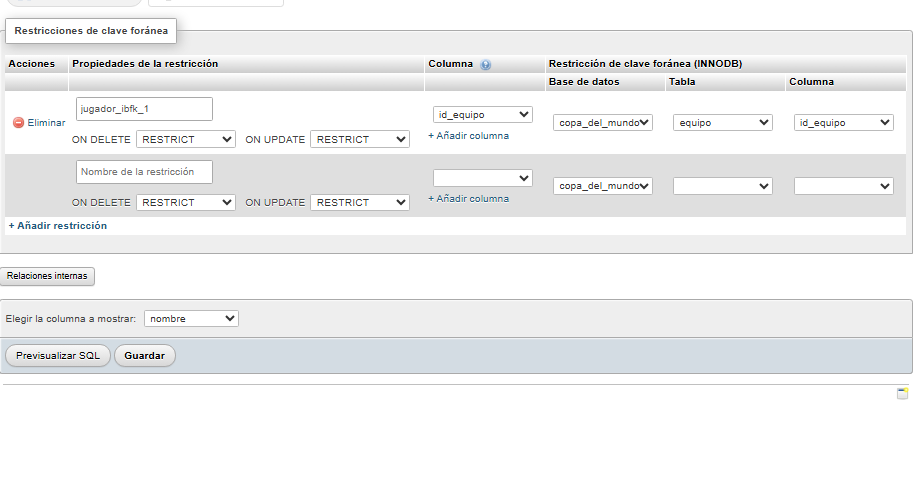 Restricciones de clave foránea
Acciones Propiedades de la restricción Columna Restricción de clave foránea (INNODB)
Base de datos Tabla Columna
jugador_ibfk_1
Eliminar id_equipo copa_del_mundo equipo id_equipo
ON DELETE RESTRICT ON UPDATE RESTRICT + Añadir columna
Nombre de la restricción
copa_del_mundo
ON DELETE RESTRICT ON UPDATE RESTRICT + Añadir columna
+ Añadir restricción
Relaciones internas
Elegir la columna a mostrar: nombre
Previsualizar SQL Guardar